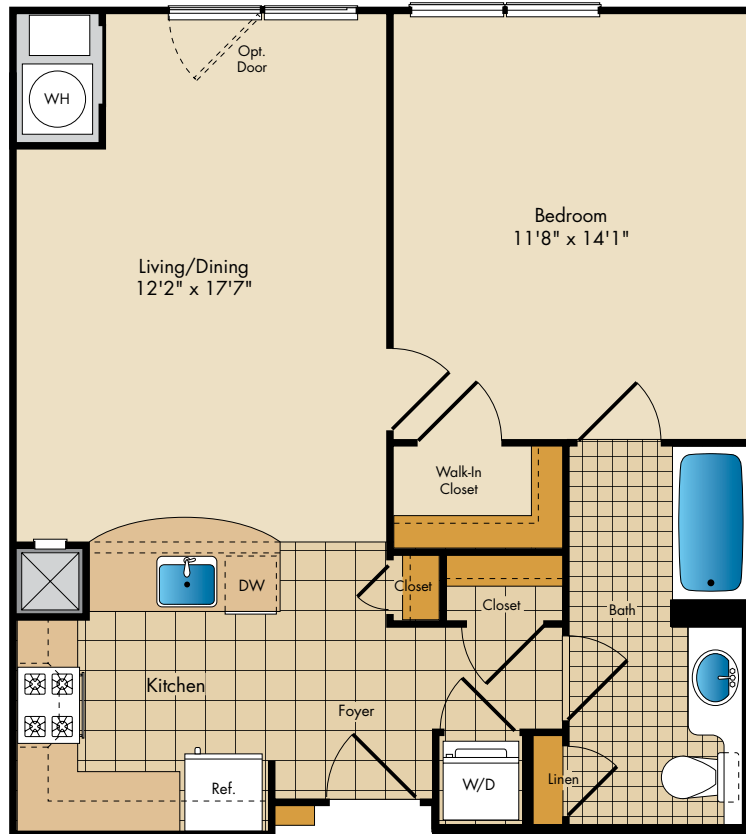 Opt.
Door
WH
Bedroom
11'8" x 14'1"
Living/Dining
12'2" x 17'7"
Walk-In
Closet
DW
Closet
Closet
Bath
Kitchen
Foyer
Ref.
W/D
Linen